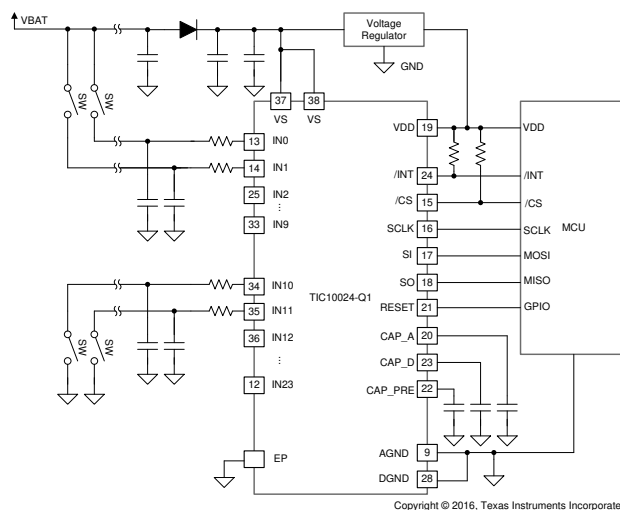 VBAT
Voltage
Regulator
GND
SW
SW
37
38
VS
VS
VDD
19
VDD
13
IN0
14
IN1
/INT
24
/INT
25
IN2
/CS
15
/CS
33
IN9
SCLK
16
SCLK
MCU
SI
17
MOSI
34
IN10
SO
18
MISO
TIC10024-Q1
35
IN11
RESET
21
GPIO
36
IN12
CAP_A
20
SW
SW
CAP_D
23
12
IN23
CAP_PRE
22
EP
AGND
9
DGND
28
Copyright © 2016, Texas Instruments Incorporate